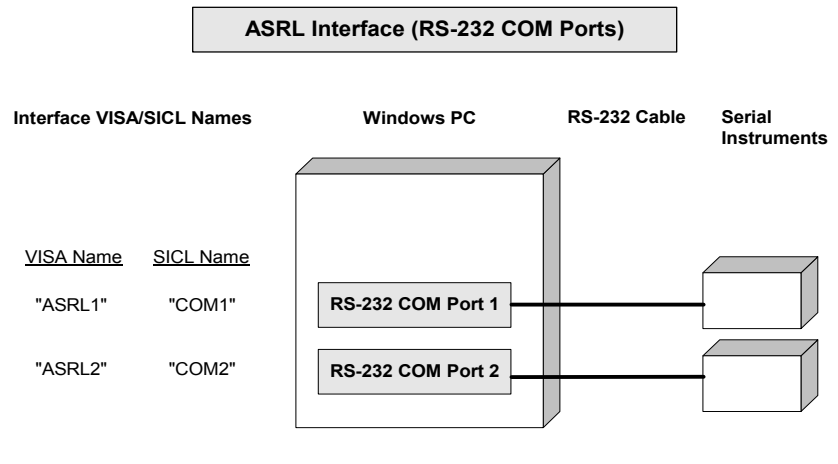 ASRL Interface (RS-232 COM Ports)
Interface VISA/SICL Names
Windows PC
RS-232 Cable
Serial
Instruments
VISA Name
SICL Name
"ASRL1"
"COM1"
RS-232 COM Port 1
"ASRL2"
"COM2"
RS-232 COM Port 2